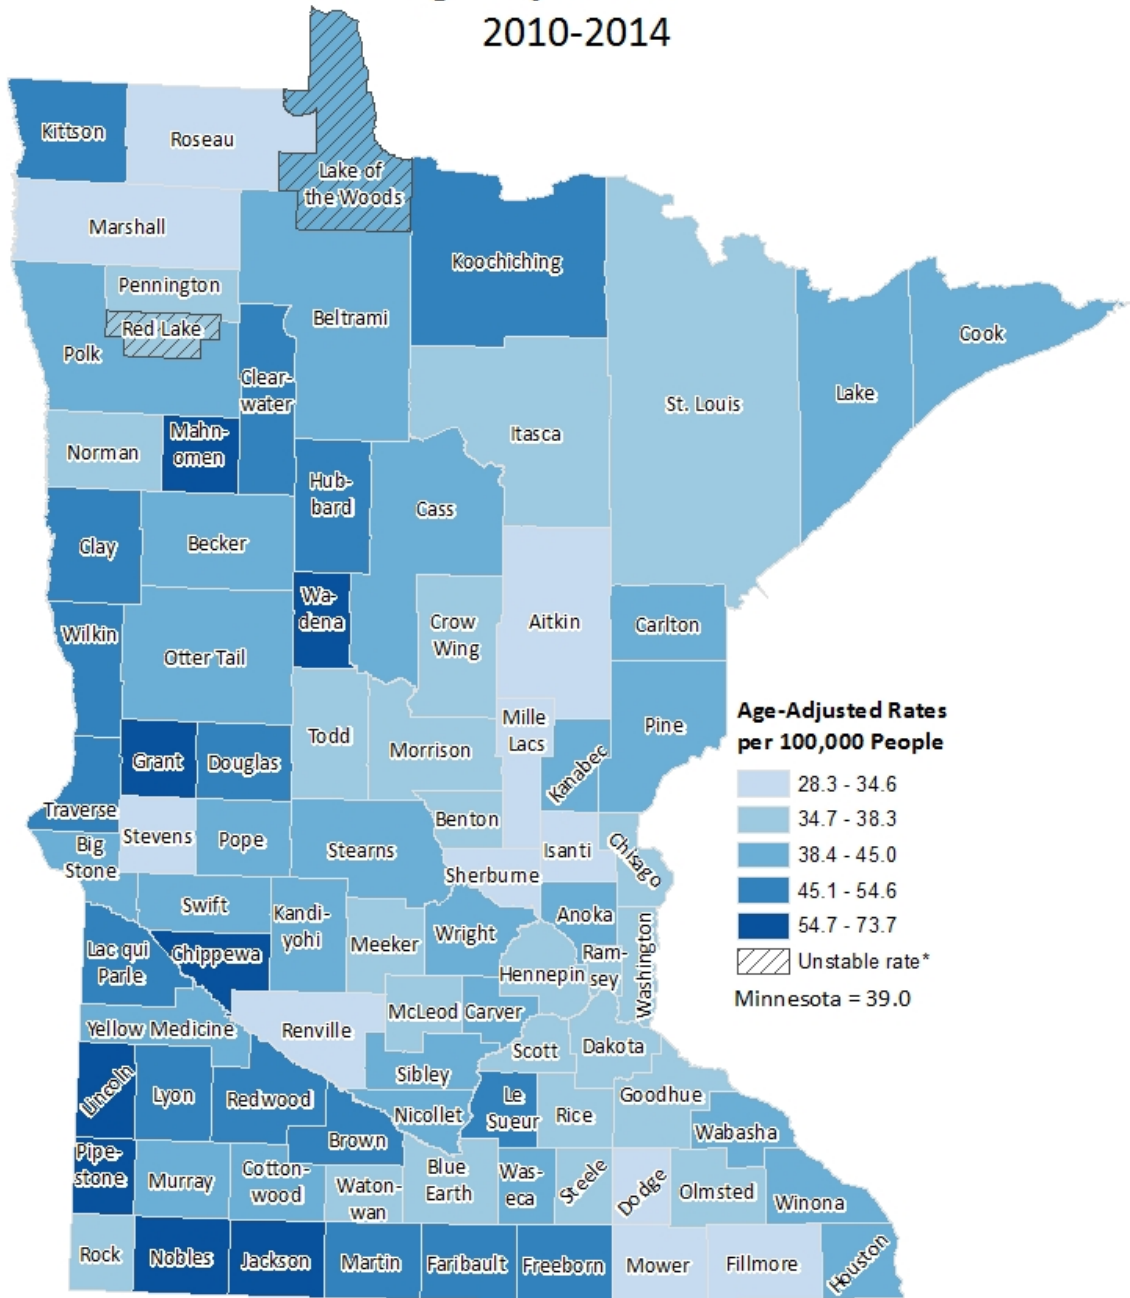 2010-2014
Kittson
Roseau
Lake of
the Woods
Marshall
Koochiching
Pennington
Red Lake
Beltrami
Polk
Clear-
water
Cook
Lake
St. Louis
Itasca
Norman
Mahn-
omen
Hub-
bard
Cass
Clay
Becker
Wa-
dena
Crow
Wing
Aitkin
Carlton
Wilkin
Otter Tail
Todd
Morrison
Mille
Lacs
Pine
Kanabec
Grant
Douglas
Traverse
Big
Stone
Stevens
Pope
Stearns
Benton
Isanti
Chisago
Sherburne
Swift
Kandi-
yohi
Meeker
Wright
Anoka
Ram-
sey
Washington
Hennepin
Lac qui
Parle
Chippewa
McLeod
Carver
Renville
Yellow Medicine
Scott
Dakota
Sibley
Lincoln
Lyon
Redwood
Nicollet
Le
Sueur
Rice
Goodhue
Wabasha
Brown
Pipe-
stone
Murray
Cotton-
wood
Waton-
wan
Blue
Earth
Was-
eca
Steele
Dodge
Olmsted
Winona
Rock
Nobles
Jackson
Martin
Faribault
Freeborn
Mower
Fillmore
Houston
Age-Adjusted Rates
per 100,000 People
28.3 - 34.6
34.7 - 38.3
38.4 - 45.0
45.1 - 54.6
54.7 - 73.7
Unstable rate*
Minnesota = 39.0